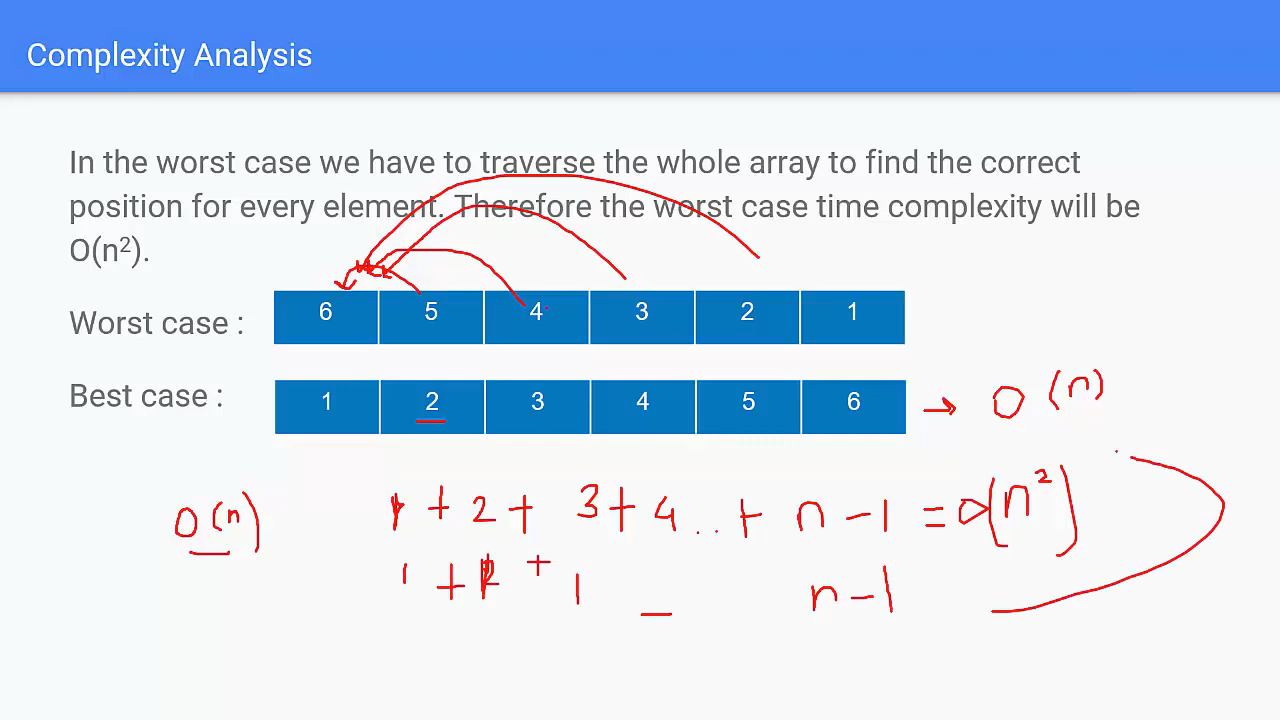 Complexity Analysis
In the worst case we have to traverse the whole array to find the correct
position for every element. Therefore the worst case time complexity will be
O(n²).
Worst case : 6 5 4 3 2 1
Best case : 1 2 3 4 5 6 → O(n)
O(n) 1 + 2 + 3 + 4 .. + n - 1 = O(n²)
1 + + 1 _ n - 1